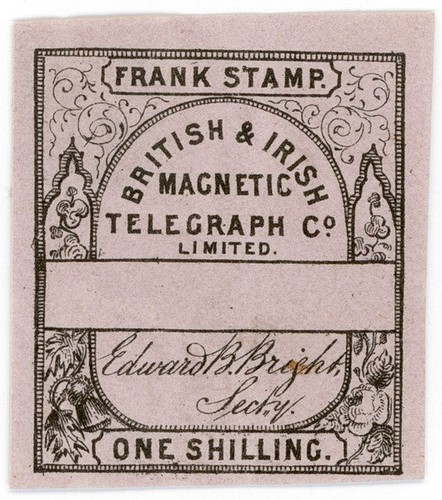 FRANK STAMP.
BRITISH & IRISH
MAGNETIC
TELEGRAPH Co
LIMITED.
Edward B. Bright,
Secty.
ONE SHILLING.